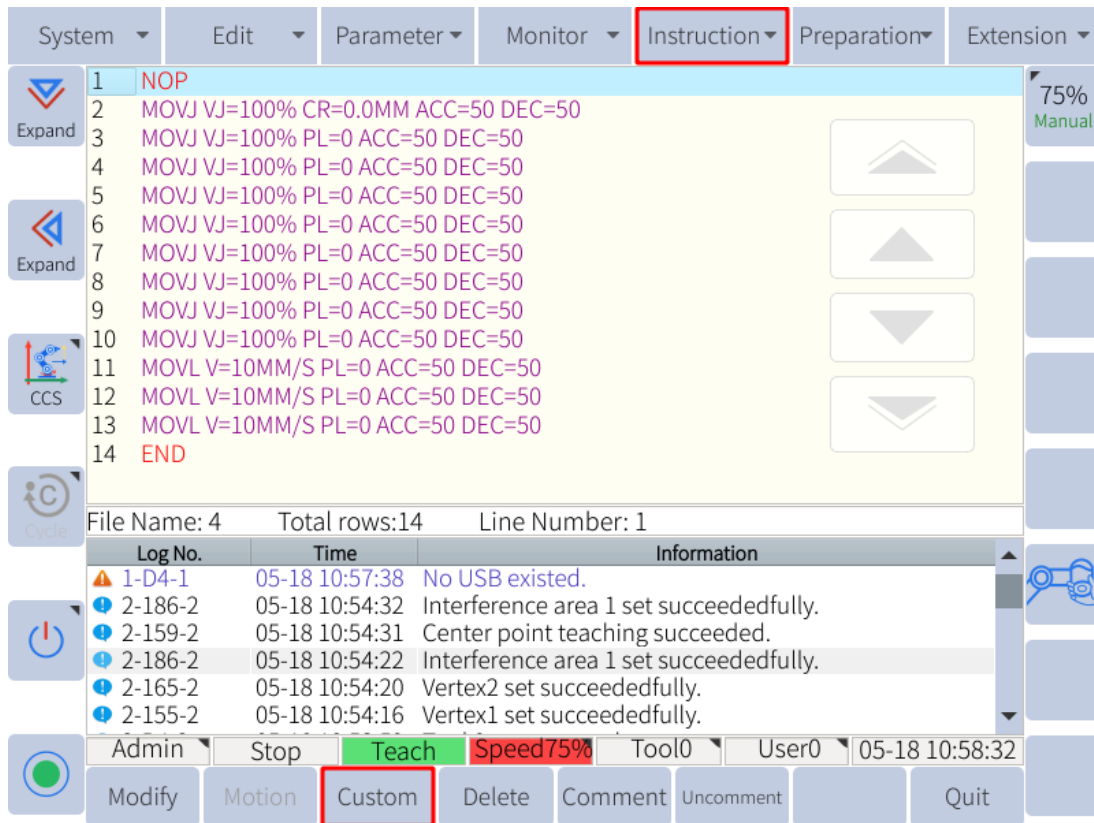 System Edit Parameter Monitor Instruction Preparation Extension
Expand
Expand
CCS
Cycle
1 NOP
2 MOVJ VJ=100% CR=0.0MM ACC=50 DEC=50
3 MOVJ VJ=100% PL=0 ACC=50 DEC=50
4 MOVJ VJ=100% PL=0 ACC=50 DEC=50
5 MOVJ VJ=100% PL=0 ACC=50 DEC=50
6 MOVJ VJ=100% PL=0 ACC=50 DEC=50
7 MOVJ VJ=100% PL=0 ACC=50 DEC=50
8 MOVJ VJ=100% PL=0 ACC=50 DEC=50
9 MOVJ VJ=100% PL=0 ACC=50 DEC=50
10 MOVJ VJ=100% PL=0 ACC=50 DEC=50
11 MOVL V=10MM/S PL=0 ACC=50 DEC=50
12 MOVL V=10MM/S PL=0 ACC=50 DEC=50
13 MOVL V=10MM/S PL=0 ACC=50 DEC=50
14 END
75%
Manual
File Name: 4 Total rows:14 Line Number: 1
Log No. Time Information
1-D4-1 05-18 10:57:38 No USB existed.
2-186-2 05-18 10:54:32 Interference area 1 set succeededfully.
2-159-2 05-18 10:54:31 Center point teaching succeeded.
2-186-2 05-18 10:54:22 Interference area 1 set succeededfully.
2-165-2 05-18 10:54:20 Vertex2 set succeededfully.
2-155-2 05-18 10:54:16 Vertex1 set succeededfully.
Admin Stop Teach Speed75% Tool0 User0 05-18 10:58:32
Modify Motion Custom Delete Comment Uncomment Quit